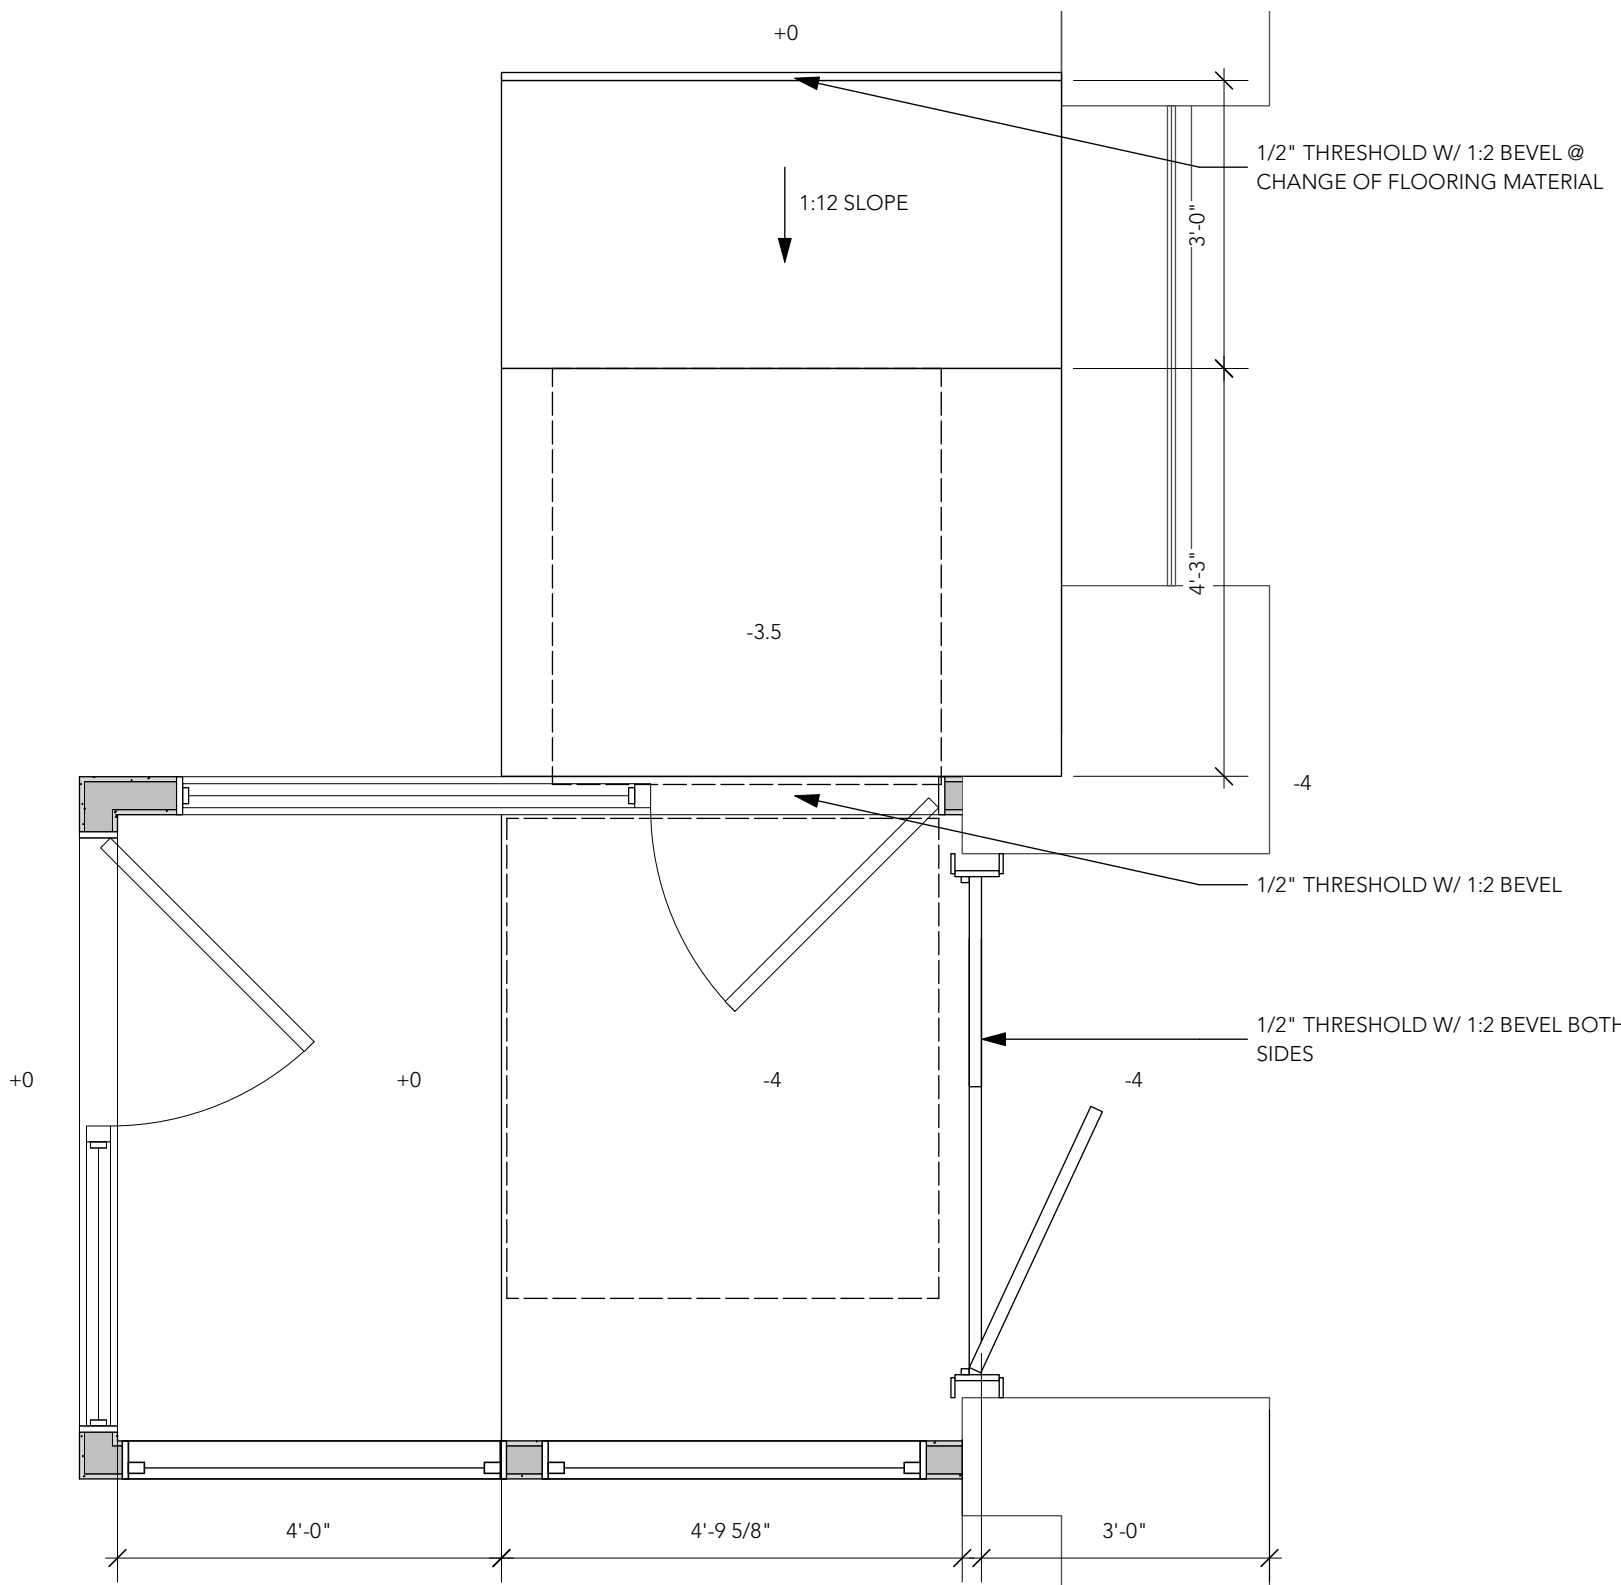 +0
1/2" THRESHOLD W/ 1:2 BEVEL @
CHANGE OF FLOORING MATERIAL
1:12 SLOPE
3'-0"
4'-3"
-3.5
-4
1/2" THRESHOLD W/ 1:2 BEVEL
1/2" THRESHOLD W/ 1:2 BEVEL BOTH
SIDES
+0
+0
-4
-4
4'-0"
4'-9 5/8"
3'-0"